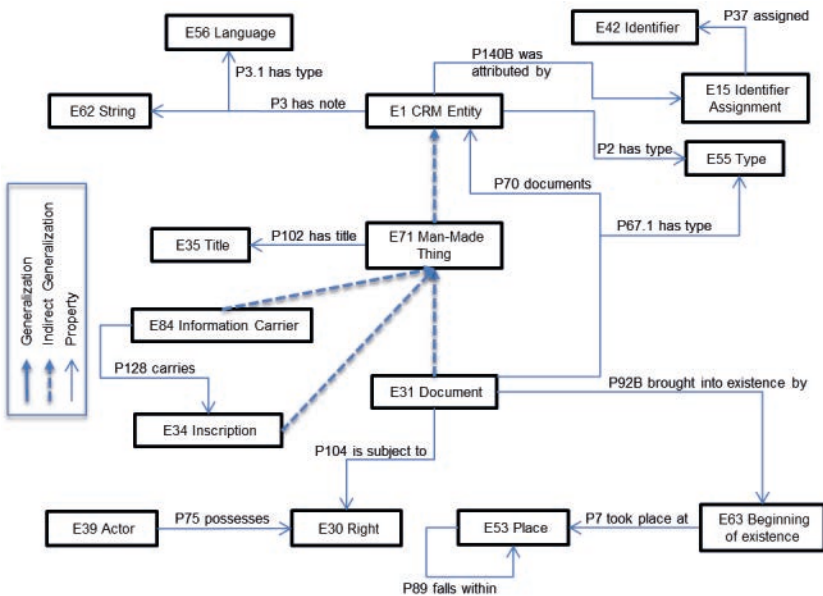 E56 Language
E42 Identifier
P37 assigned
P3.1 has type
P140B was
attributed by
E62 String
P3 has note
E1 CRM Entity
E15 Identifier
Assignment
P2 has type
E55 Type
P70 documents
E35 Title
P102 has title
E71 Man-Made
Thing
P67.1 has type
Generalization
Indirect Generalization
Property
E84 Information Carrier
P128 carries
E31 Document
P92B brought into existence by
E34 Inscription
P104 is subject to
E39 Actor
P75 possesses
E30 Right
E53 Place
P7 took place at
E63 Beginning
of existence
P89 falls within